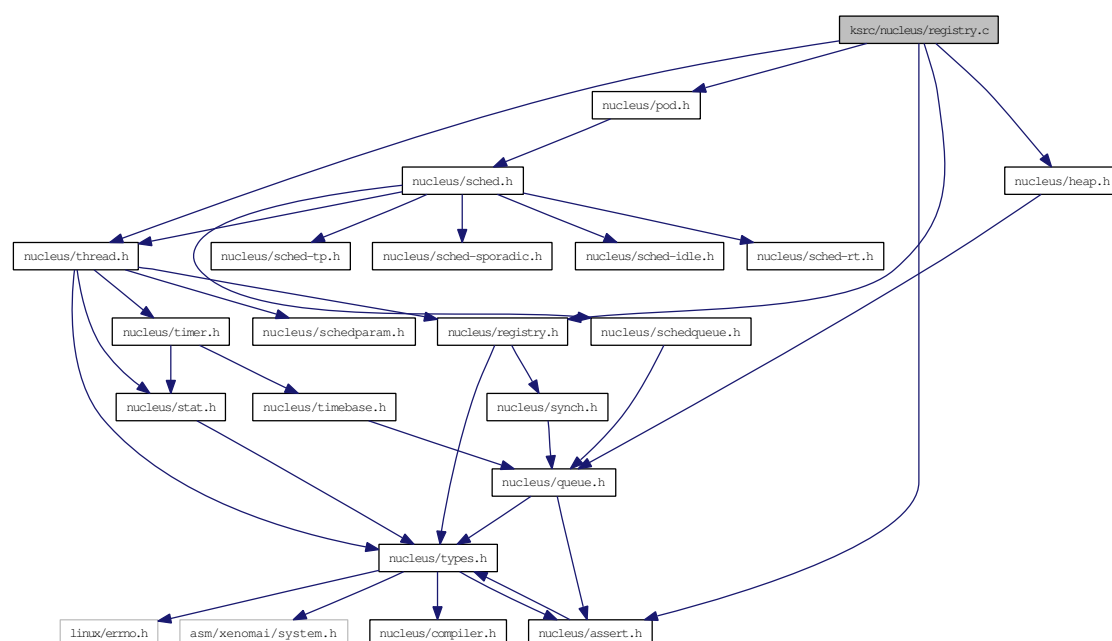 ksrc/nucleus/registry.c
nucleus/pod.h
nucleus/sched.h
nucleus/heap.h
nucleus/thread.h
nucleus/sched-tp.h
nucleus/sched-sporadic.h
nucleus/sched-idle.h
nucleus/sched-rt.h
nucleus/timer.h
nucleus/schedparam.h
nucleus/registry.h
nucleus/schedqueue.h
nucleus/stat.h
nucleus/timebase.h
nucleus/synch.h
nucleus/queue.h
nucleus/types.h
linux/errno.h
asm/xenomai/system.h
nucleus/compiler.h
nucleus/assert.h